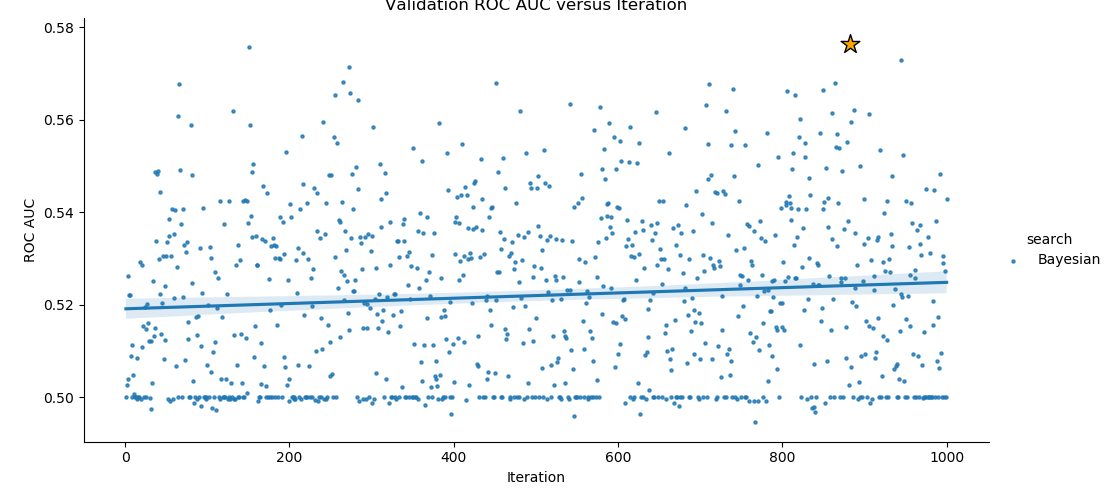 Validation ROC AUC versus Iteration
0.58
0.56
0.54
0.52
0.50
ROC AUC
0
200
400
600
800
1000
Iteration
search
Bayesian